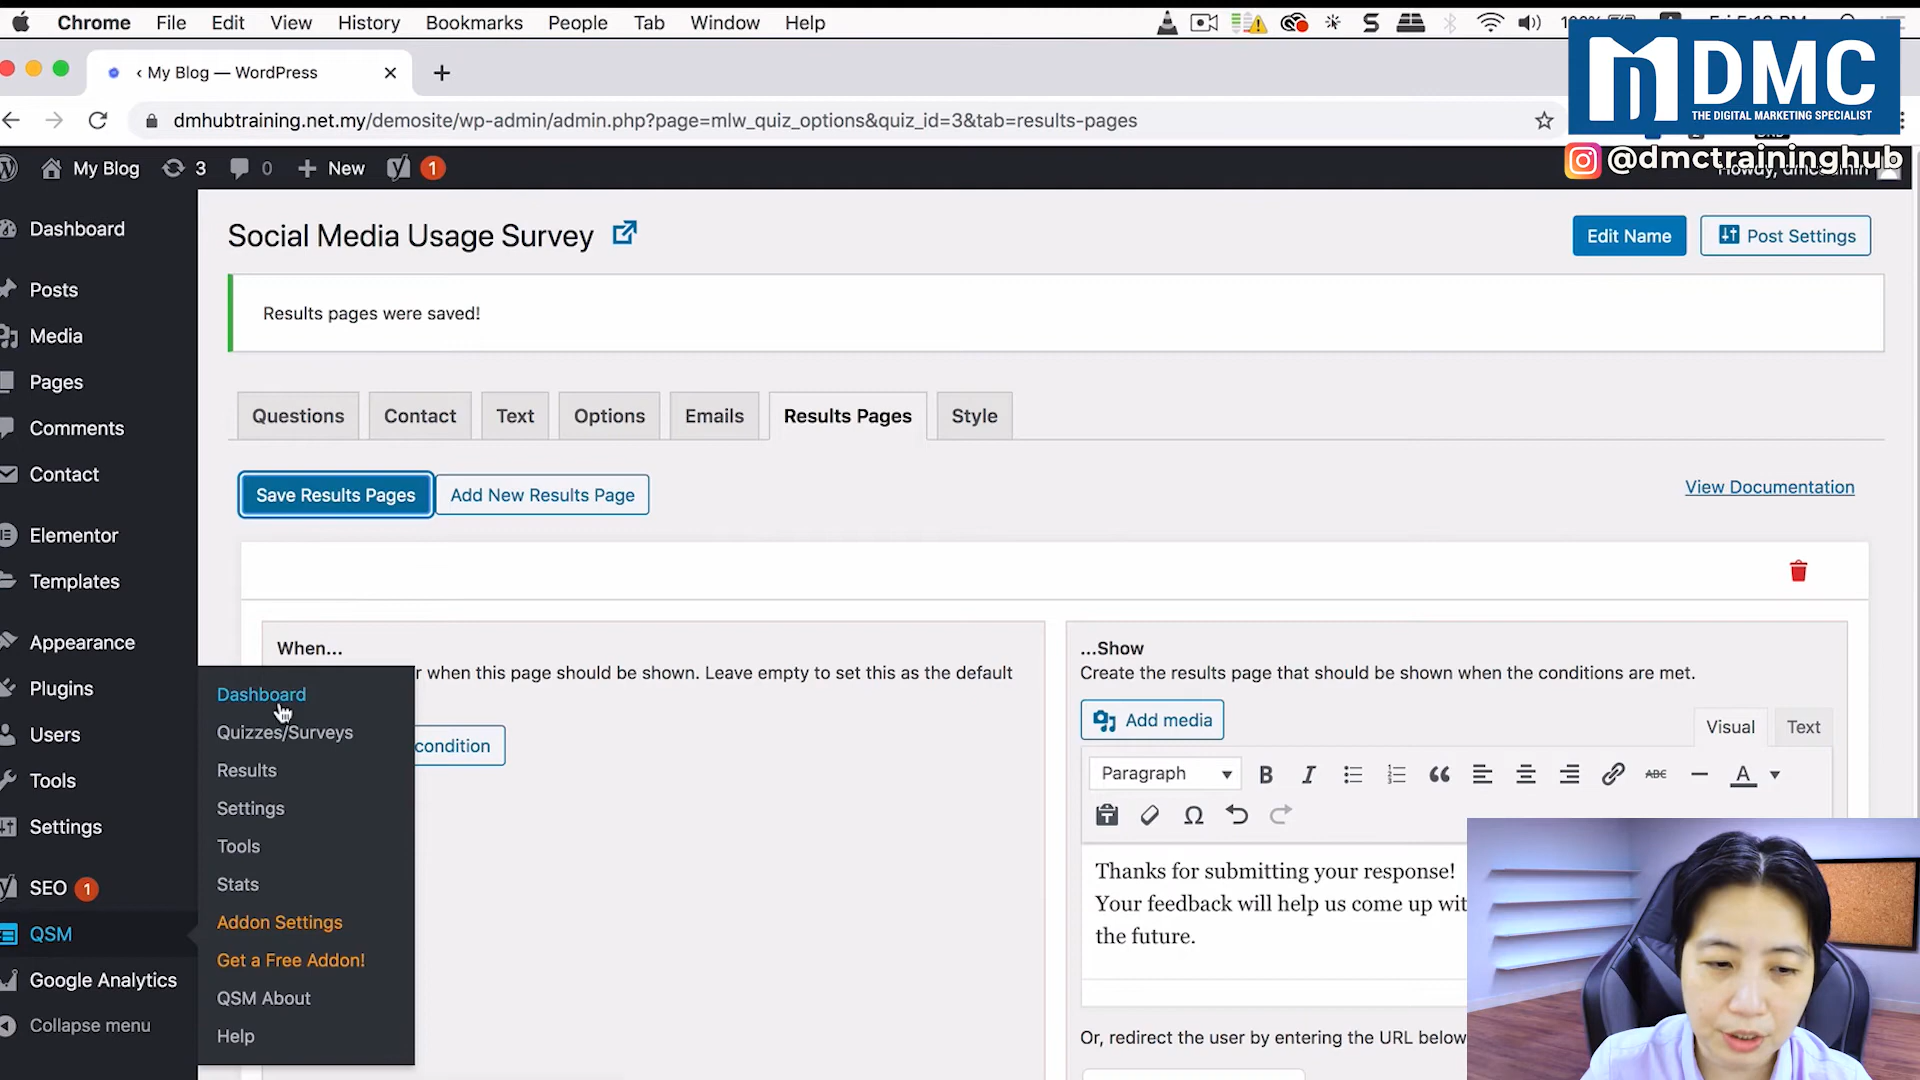 Chrome File Edit View History Bookmarks People Tab Window Help
‹ My Blog — WordPress
dmhubtraining.net.my/demosite/wp-admin/admin.php?page=mlw_quiz_options&quiz_id=3&tab=results-pages
DMC
THE DIGITAL MARKETING SPECIALIST
@dmctraininghub
My Blog 3 0 New 1
Dashboard
Posts
Media
Pages
Comments
Contact
Elementor
Templates
Appearance
Plugins
Users
Tools
Settings
SEO 1
QSM
Google Analytics
Collapse menu
Social Media Usage Survey
Edit Name Post Settings
Results pages were saved!
Questions Contact Text Options Emails Results Pages Style
Save Results Pages Add New Results Page View Documentation
When...
when this page should be shown. Leave empty to set this as the default
condition
Dashboard
Quizzes/Surveys
Results
Settings
Tools
Stats
Addon Settings
Get a Free Addon!
QSM About
Help
...Show
Create the results page that should be shown when the conditions are met.
Add media
Visual Text
Paragraph
Thanks for submitting your response!
Your feedback will help us come up
the future.
Or, redirect the user by entering the URL below